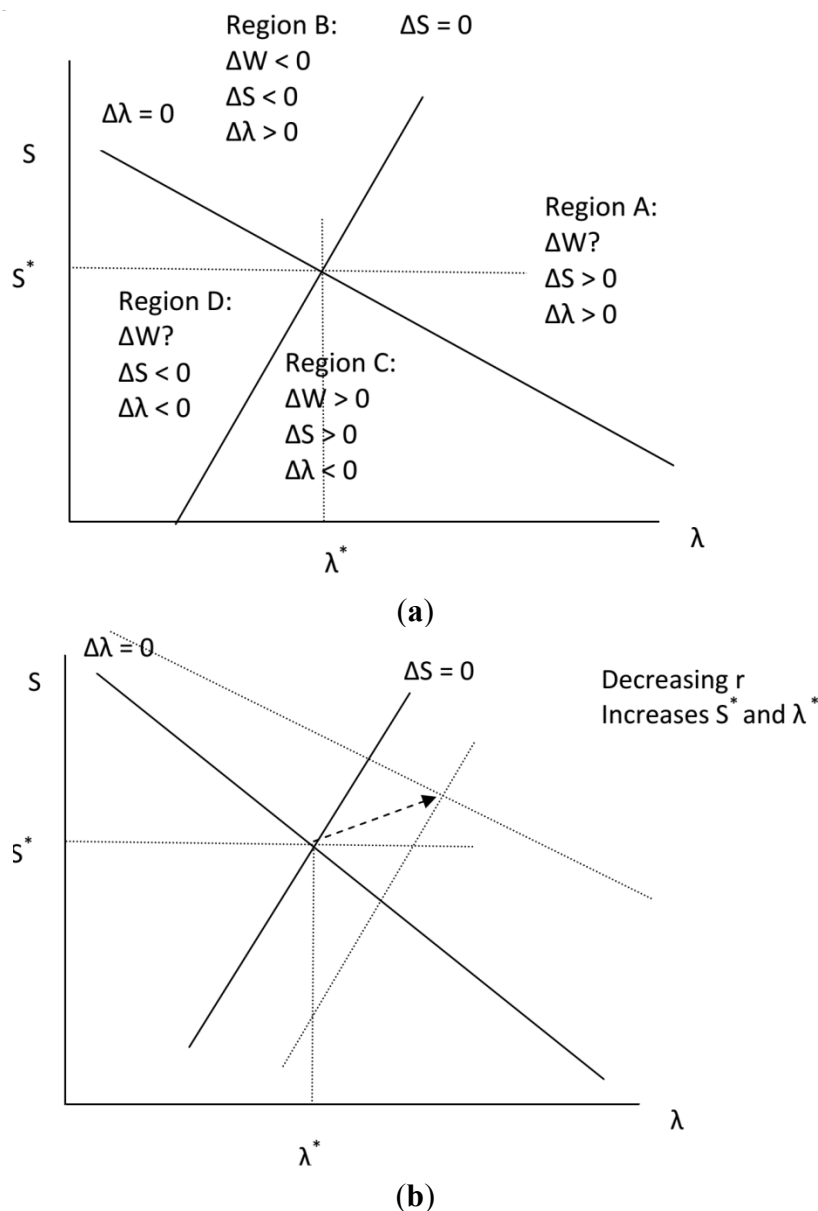 Region B:
ΔW < 0
ΔS < 0
Δλ > 0
ΔS = 0
Δλ = 0
S
Region A:
ΔW?
ΔS > 0
Δλ > 0
S*
Region D:
ΔW?
ΔS < 0
Δλ < 0
Region C:
ΔW > 0
ΔS > 0
Δλ < 0
λ
λ*
(a)
Δλ = 0
ΔS = 0
S
Decreasing r
Increases S* and λ*
S*
λ
λ*
(b)